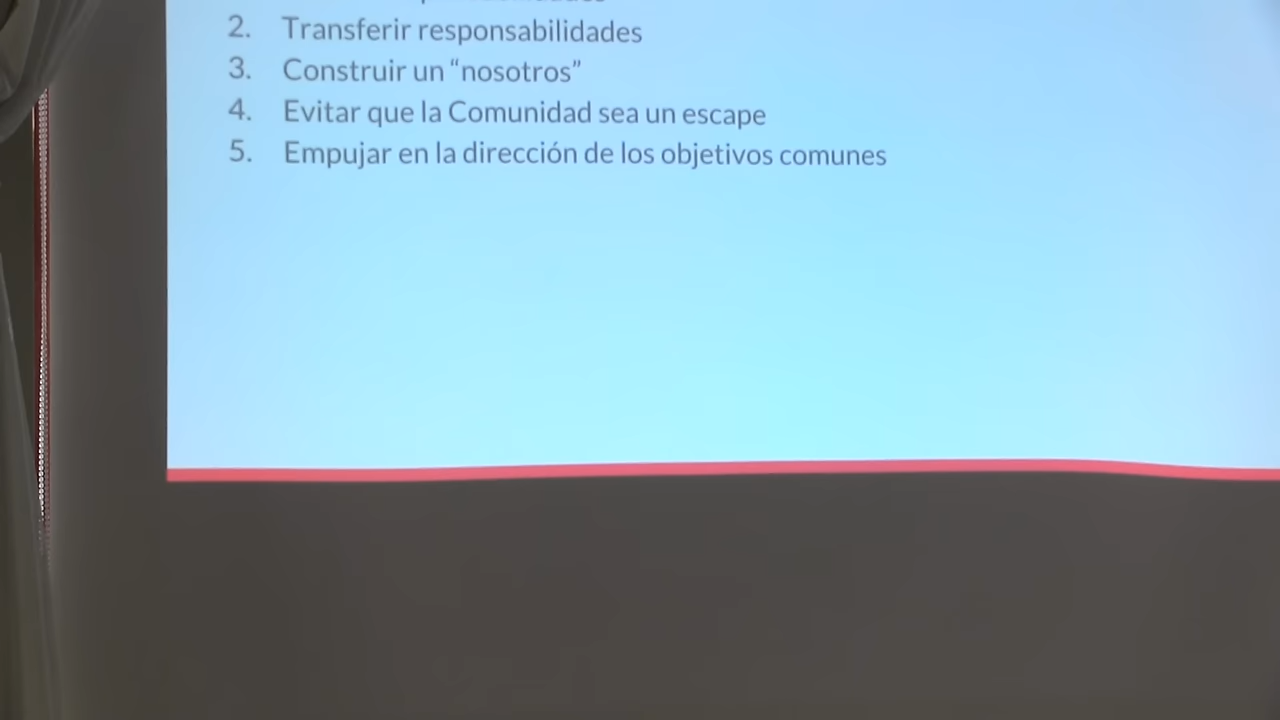 2. Transferir responsabilidades
3. Construir un “nosotros”
4. Evitar que la Comunidad sea un escape
5. Empujar en la dirección de los objetivos comunes